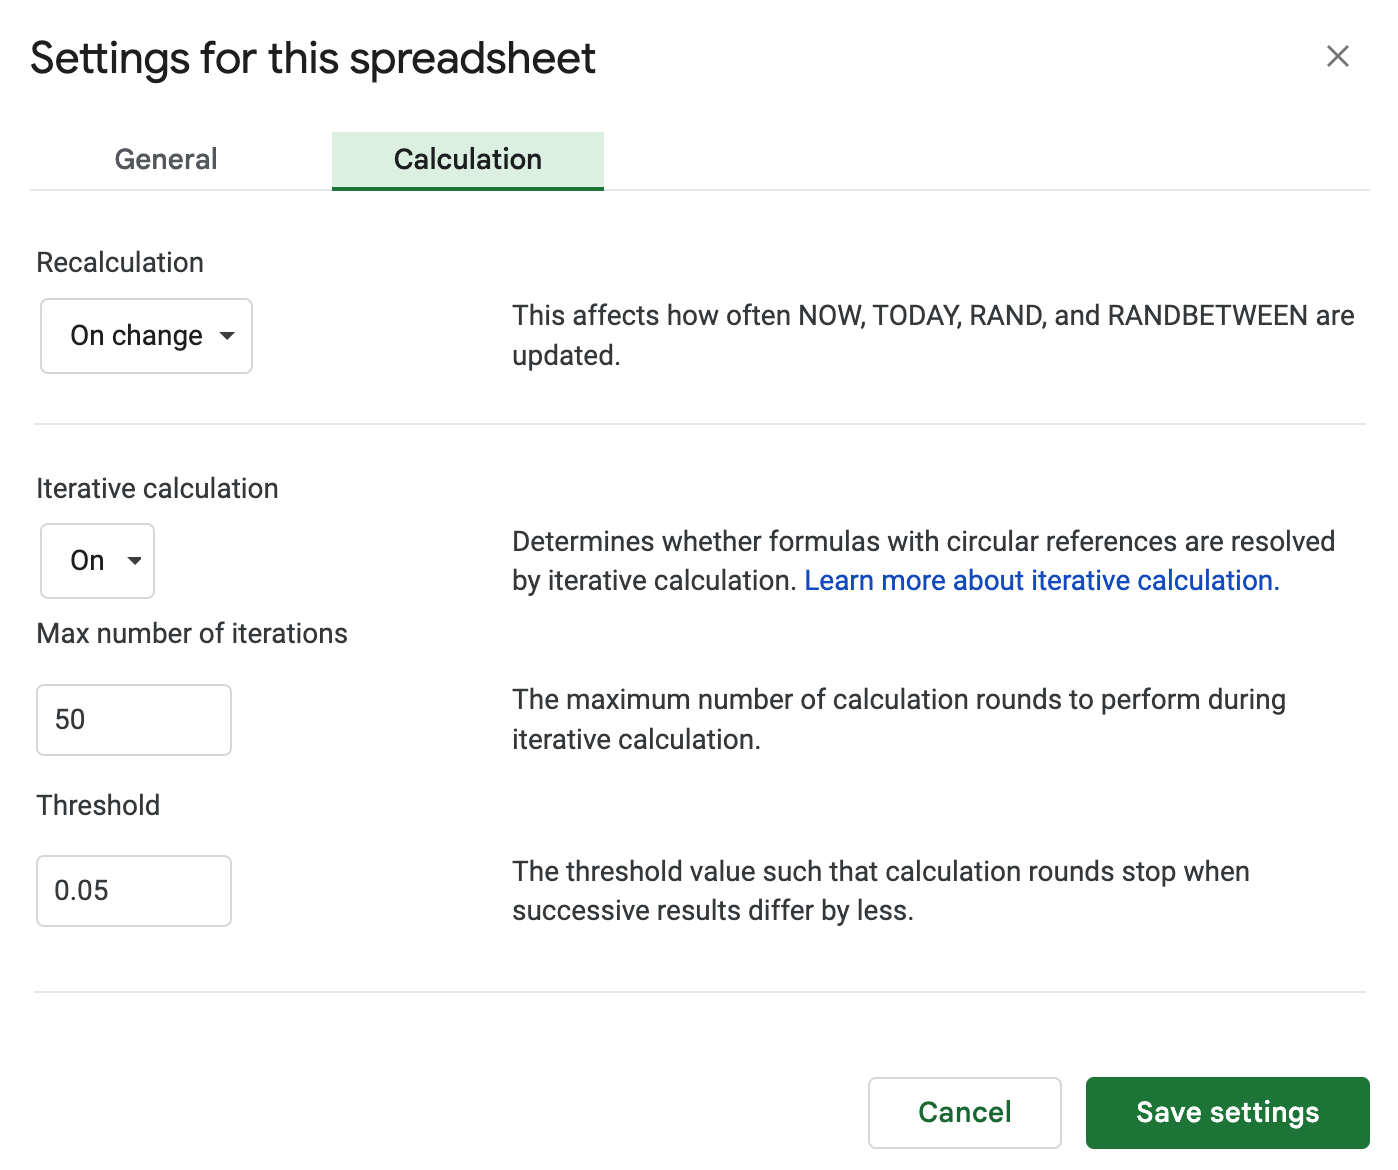 Settings for this spreadsheet
General
Calculation
Recalculation
On change
This affects how often NOW, TODAY, RAND, and RANDBETWEEN are
updated.
Iterative calculation
On
Determines whether formulas with circular references are resolved
by iterative calculation. Learn more about iterative calculation.
Max number of iterations
50
The maximum number of calculation rounds to perform during
iterative calculation.
Threshold
0.05
The threshold value such that calculation rounds stop when
successive results differ by less.
Cancel
Save settings